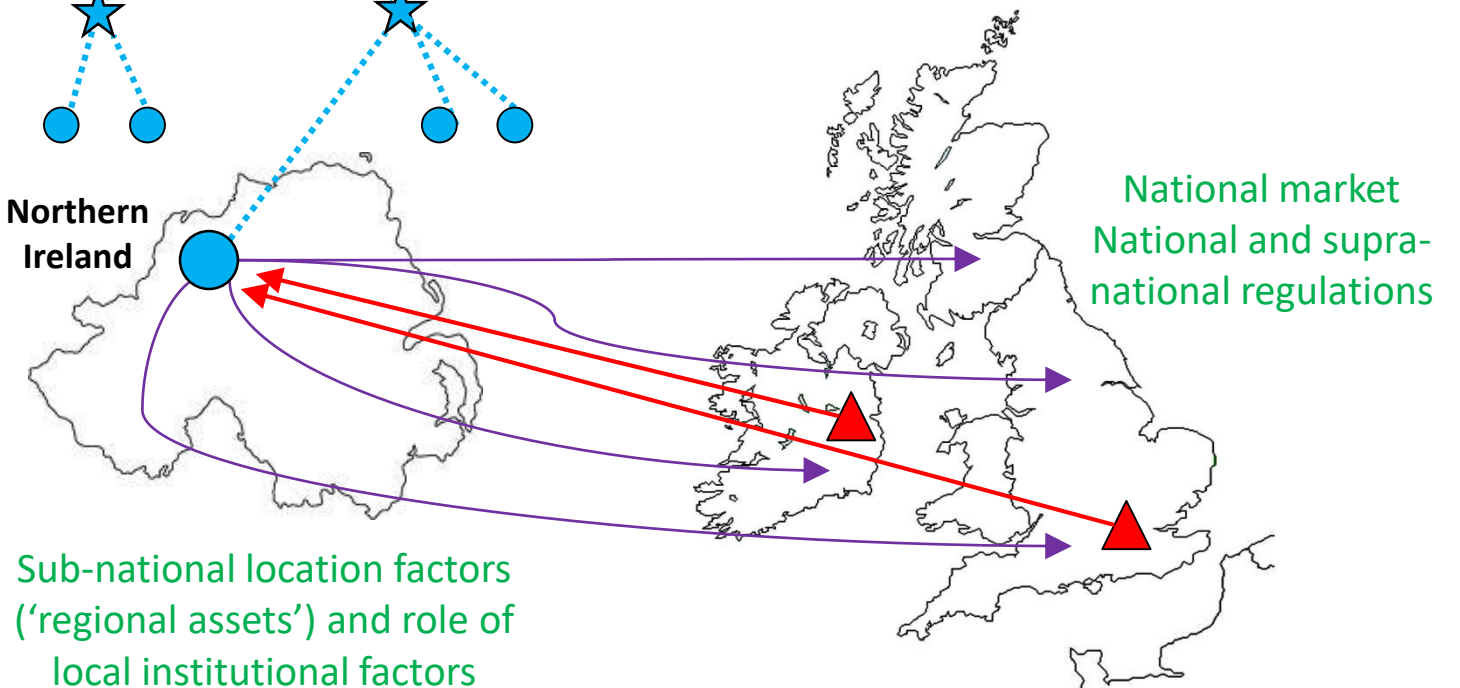 Northern
Ireland
National market
National and supra-
national regulations
Sub-national location factors
(‘regional assets’) and role of
local institutional factors